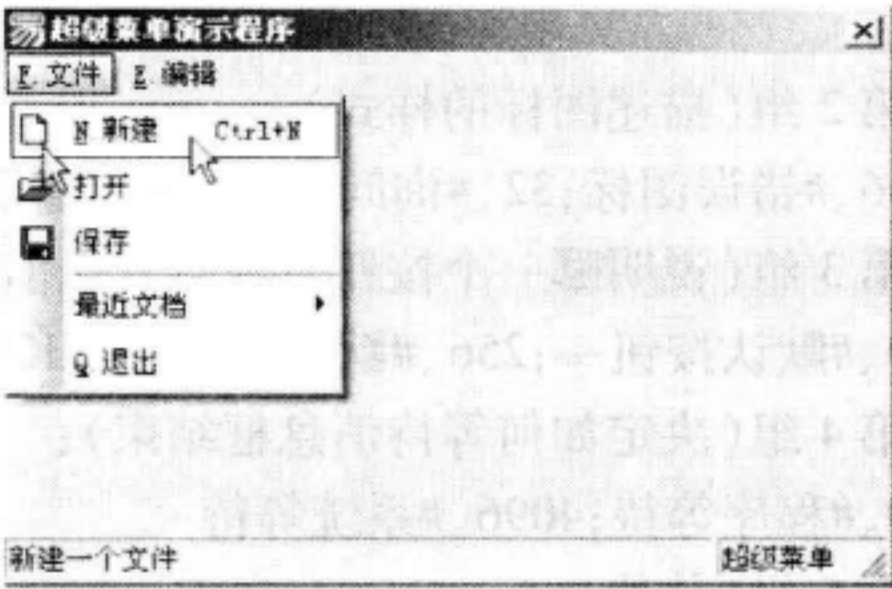 易 超级菜单演示程序
F.文件 E.编辑
N.新建 Ctrl+N
打开
保存
最近文档
Q.退出
新建一个文件 超级菜单